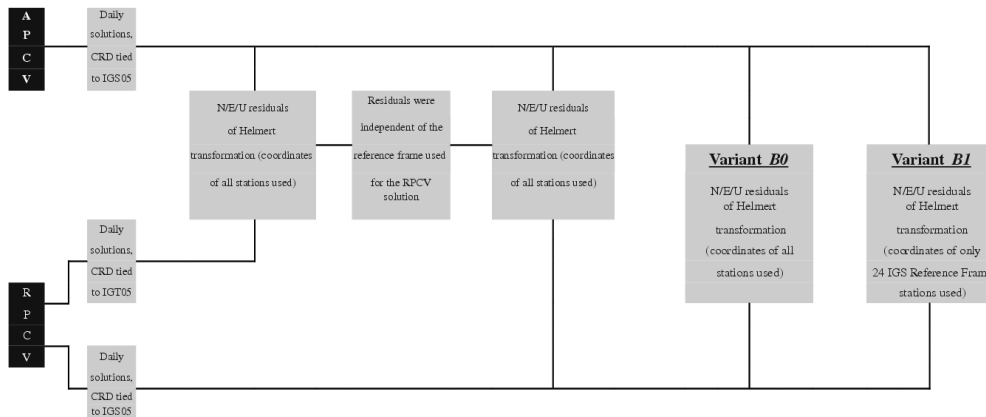 A
P
C
V
Daily
solutions,
CRD tied
to IGS05
N/E/U residuals
of Helmert
transformation (coordinates
of all stations used)
Residuals were
independent of the
reference frame used
for the RPCV
solution
N/E/U residuals
of Helmert
transformation (coordinates
of all stations used)
Variant B0
N/E/U residuals
of Helmert
transformation
(coordinates of all
stations used)
Variant B1
N/E/U residuals
of Helmert
transformation
(coordinates of only
24 IGS Reference Fram
stations used)
Daily
solutions,
CRD tied
to IGT05
R
P
C
V
Daily
solutions,
CRD tied
to IGS05